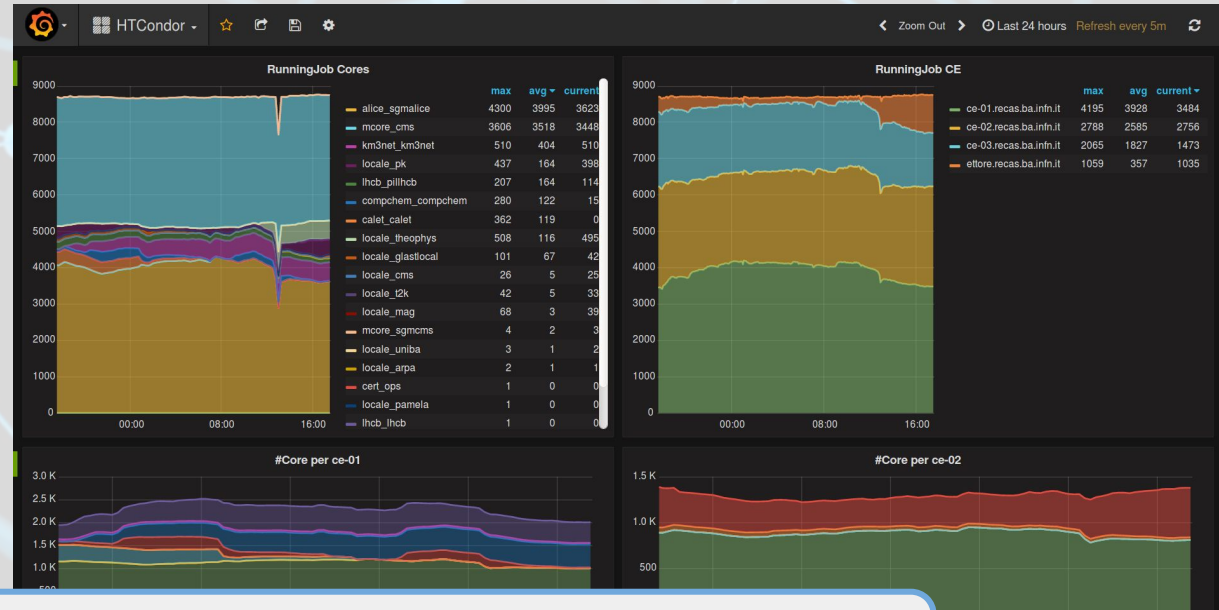 HTCondor
Zoom Out
Last 24 hours Refresh every 5m
RunningJob Cores
9000
8000
7000
6000
5000
4000
3000
2000
1000
0
00:00 08:00 16:00
max avg current
alice_sgmalice 4300 3995 3623
mcore_cms 3606 3518 3448
km3net_km3net 510 404 510
locale_pk 437 164 398
lhcb_pillhcb 207 164 114
compchem_compchem 280 122 15
calet_calet 362 119 0
locale_theophys 508 116 495
locale_glastlocal 101 67 42
locale_cms 26 5 25
locale_t2k 42 5 33
locale_mag 68 3 39
mcore_sgmcms 4 2 3
locale_uniba 3 1 2
locale_arpa 2 1 1
cert_ops 1 0 0
locale_pamela 1 0 0
lhcb_lhcb 1 0 0
RunningJob CE
9000
8000
7000
6000
5000
4000
3000
2000
1000
0
00:00 08:00 16:00
max avg current
ce-01.recas.ba.infn.it 4195 3928 3484
ce-02.recas.ba.infn.it 2788 2585 2756
ce-03.recas.ba.infn.it 2065 1827 1473
ettore.recas.ba.infn.it 1059 357 1035
#Core per ce-01
3.0 K
2.5 K
2.0 K
1.5 K
1.0 K
#Core per ce-02
1.5 K
1.0 K
500